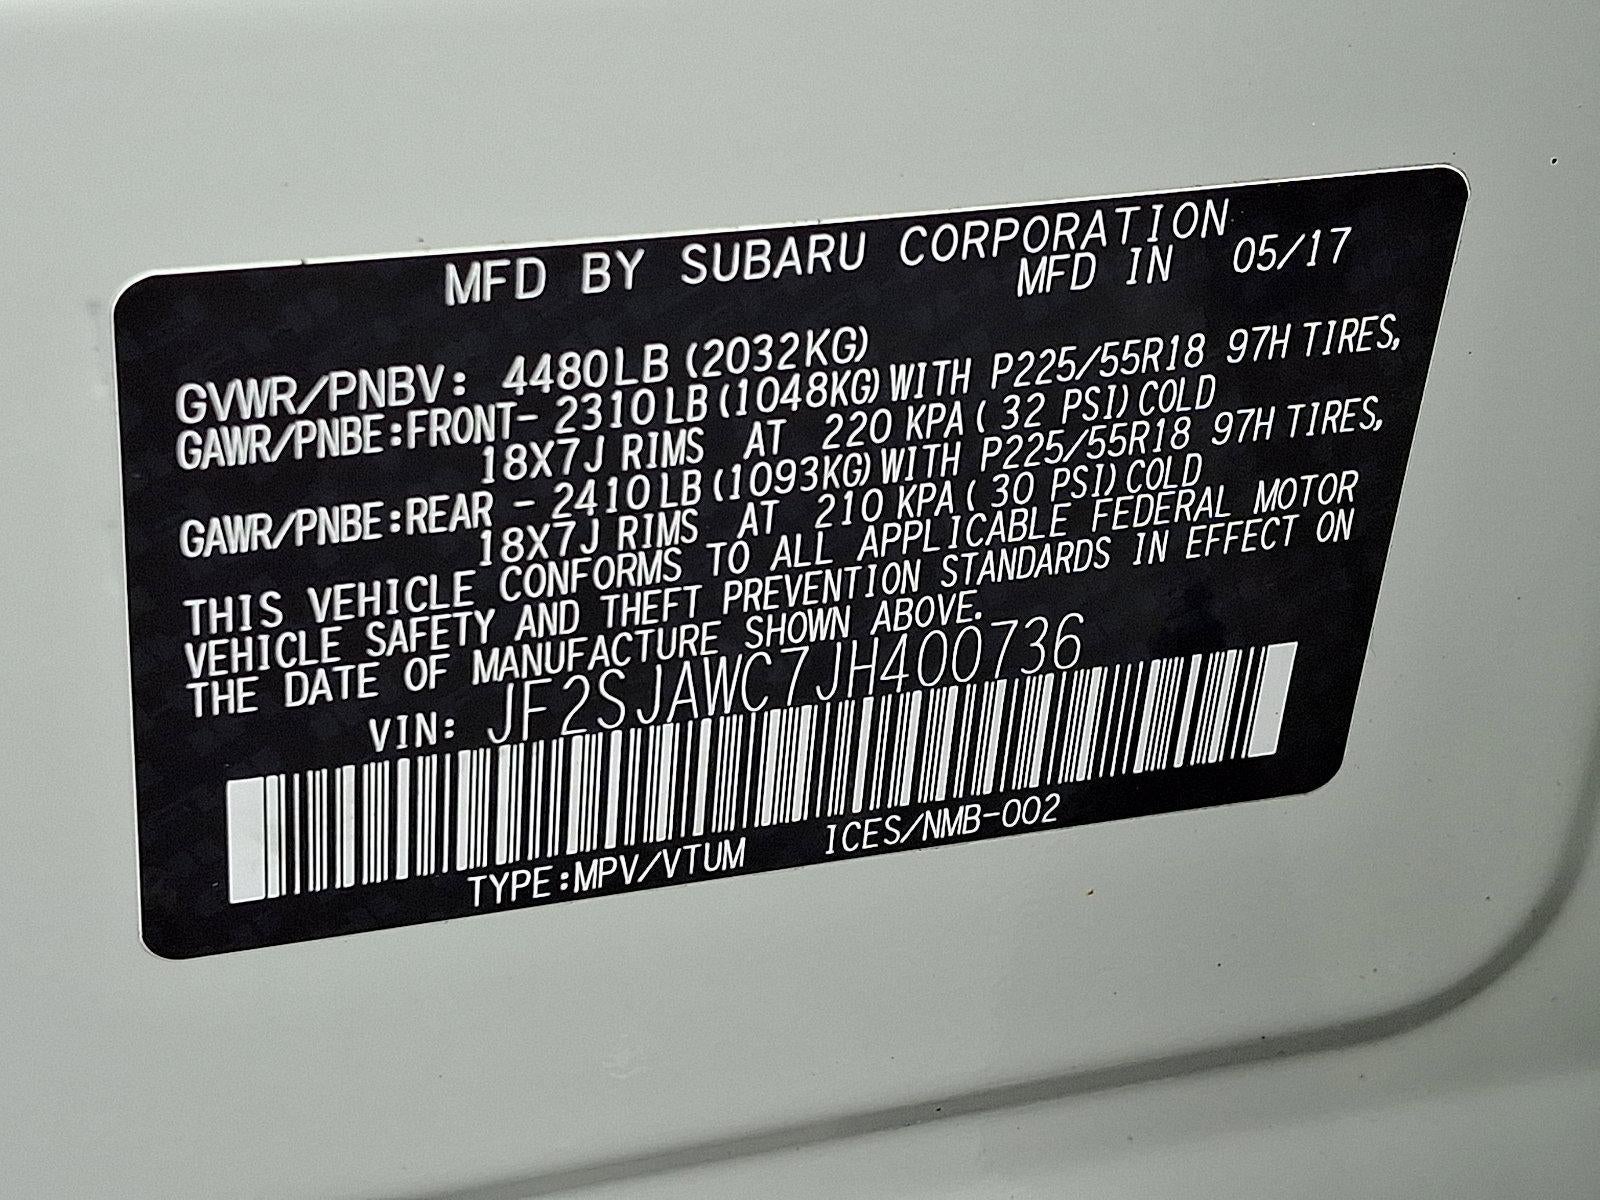 MFD BY SUBARU CORPORATION
MFD IN 05/17
GVWR/PNBV: 4480LB (2032KG)
GAWR/PNBE:FRONT- 2310LB (1048KG) WITH P225/55R18 97H TIRES,
18X7J RIMS AT 220 KPA ( 32 PSI) COLD
GAWR/PNBE:REAR - 2410LB (1093KG) WITH P225/55R18 97H TIRES,
18X7J RIMS AT 210 KPA ( 30 PSI) COLD
THIS VEHICLE CONFORMS TO ALL APPLICABLE FEDERAL MOTOR
VEHICLE SAFETY AND THEFT PREVENTION STANDARDS IN EFFECT ON
THE DATE OF MANUFACTURE SHOWN ABOVE.
VIN: JF2SJAWC7JH400736
TYPE:MPV/VTUM ICES/NMB-002